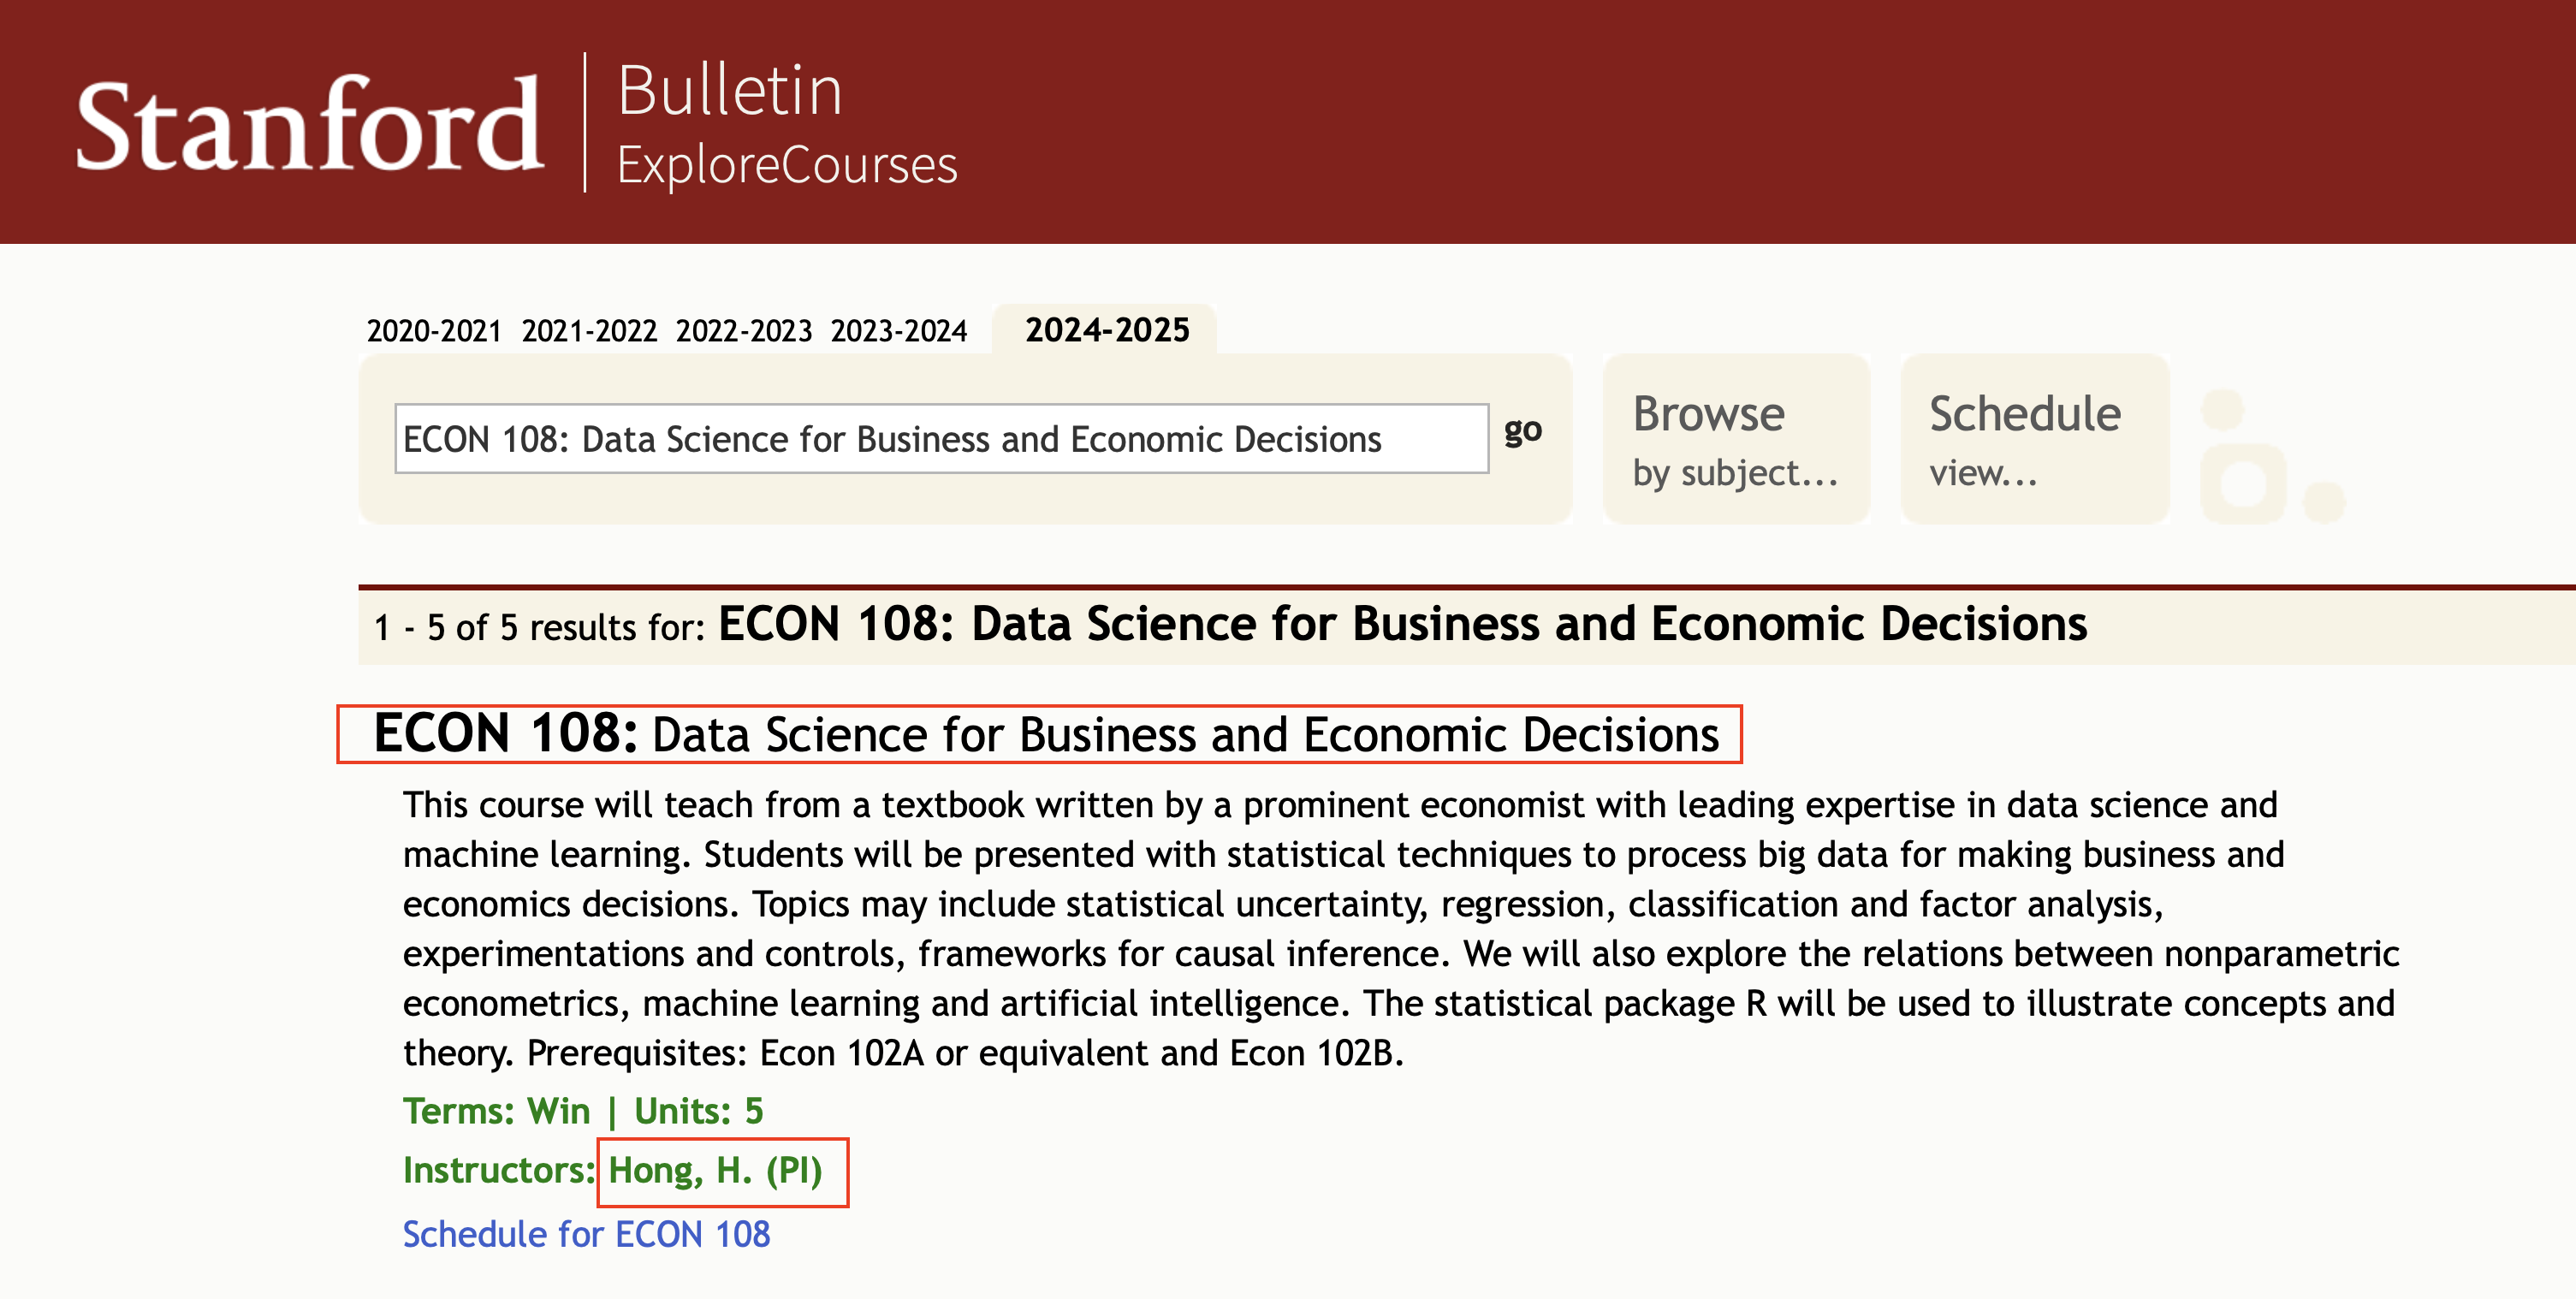 Stanford
Bulletin
ExploreCourses
2020-2021 2021-2022 2022-2023 2023-2024 2024-2025
ECON 108: Data Science for Business and Economic Decisions go
Browse
by subject...
Schedule
view...
1 - 5 of 5 results for: ECON 108: Data Science for Business and Economic Decisions
ECON 108: Data Science for Business and Economic Decisions
This course will teach from a textbook written by a prominent economist with leading expertise in data science and
machine learning. Students will be presented with statistical techniques to process big data for making business and
economics decisions. Topics may include statistical uncertainty, regression, classification and factor analysis,
experimentations and controls, frameworks for causal inference. We will also explore the relations between nonparametric
econometrics, machine learning and artificial intelligence. The statistical package R will be used to illustrate concepts and
theory. Prerequisites: Econ 102A or equivalent and Econ 102B.
Terms: Win | Units: 5
Instructors: Hong, H. (PI)
Schedule for ECON 108